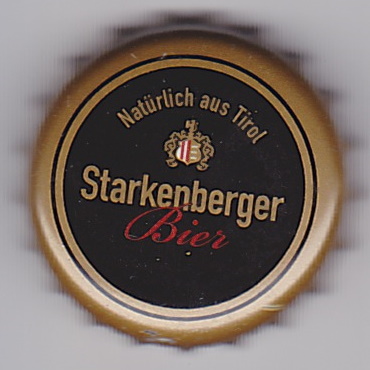 Natürlich aus Tirol
Starkenberger
Bier